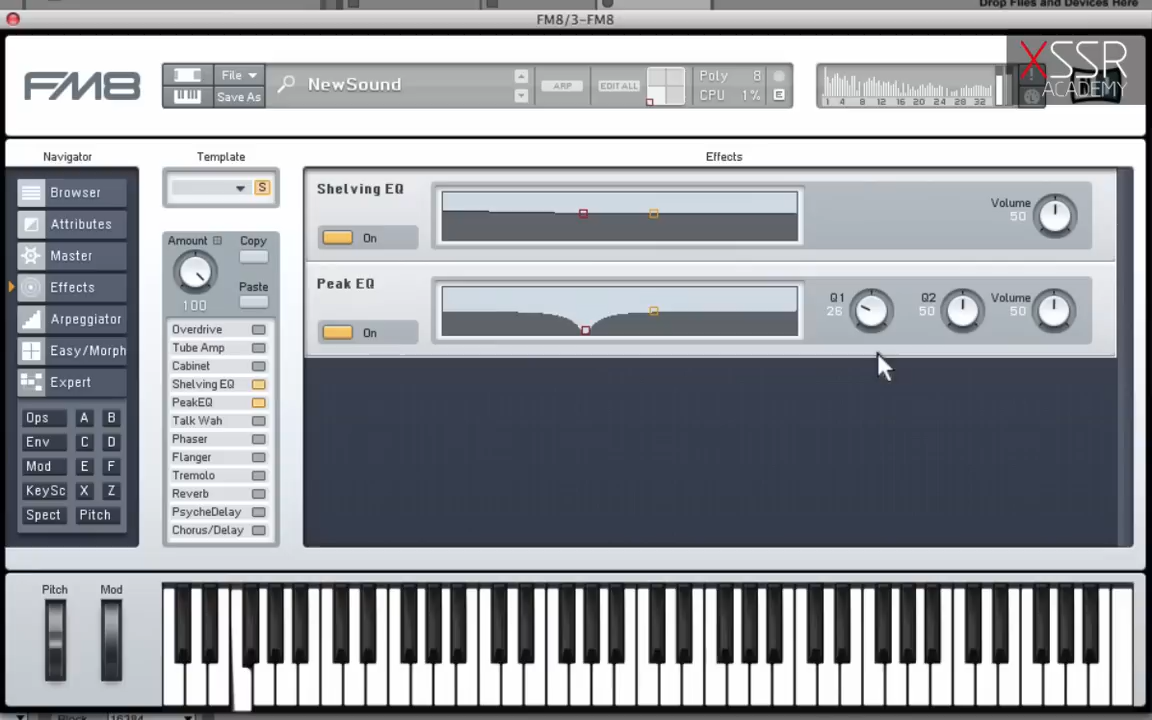 Drop Files and Devices Here
FM8/3-FM8
XSSR
ACADEMY
FM8
File
Save As
NewSound
ARP
EDIT ALL
Poly 8
CPU 1%
E
1 4 8 12 16 20 24 28 32
Navigator
Template
Effects
Browser
Attributes
Master
Effects
Arpeggiator
Easy/Morph
Expert
Ops A B
Env C D
Mod E F
KeySc X Z
Spect Pitch
S
Amount
Copy
Paste
100
Overdrive
Tube Amp
Cabinet
Shelving EQ
PeakEQ
Talk Wah
Phaser
Flanger
Tremolo
Reverb
PsycheDelay
Chorus/Delay
Shelving EQ
On
Volume
50
Peak EQ
On
Q1
26
Q2
50
Volume
50
Pitch
Mod
Block
16384